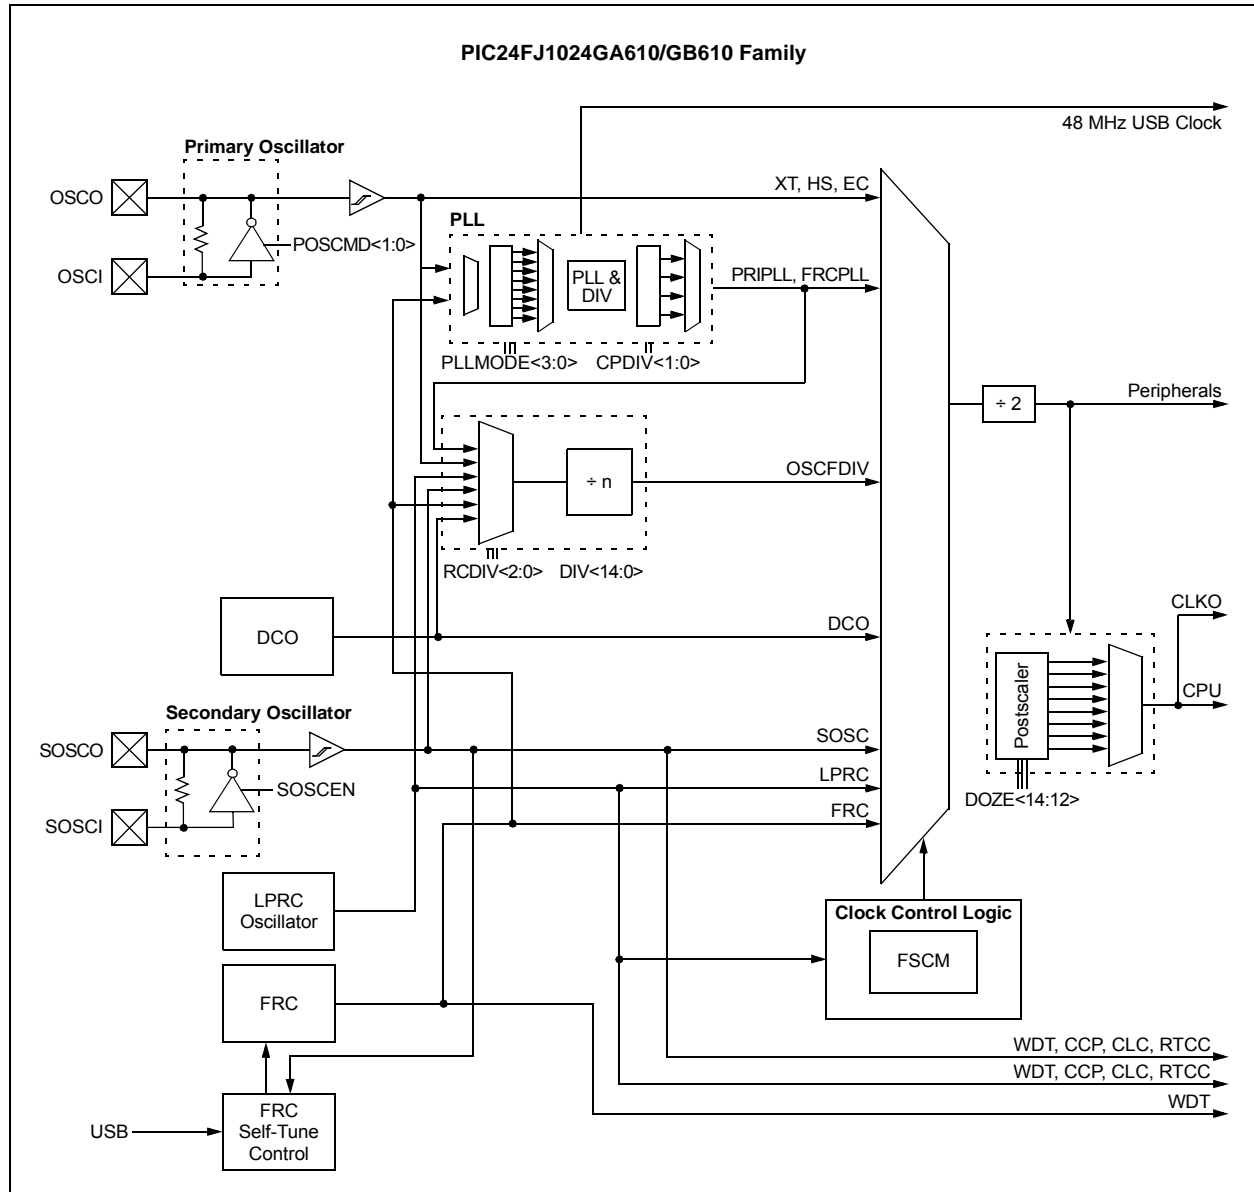 PIC24FJ1024GA610/GB610 Family
48 MHz USB Clock
Primary Oscillator
OSCO
XT, HS, EC
POSCMD<1:0>
OSCI
PLL
PLL &
DIV
PRIPLL, FRCPLL
PLLMODE<3:0>
CPDIV<1:0>
÷ 2
Peripherals
÷ n
OSCFDIV
RCDIV<2:0>
DIV<14:0>
DCO
DCO
CLKO
CPU
Postscaler
DOZE<14:12>
Secondary Oscillator
SOSCO
SOSC
SOSCEN
LPRC
SOSCI
FRC
LPRC
Oscillator
Clock Control Logic
FSCM
FRC
WDT, CCP, CLC, RTCC
WDT, CCP, CLC, RTCC
WDT
USB
FRC
Self-Tune
Control